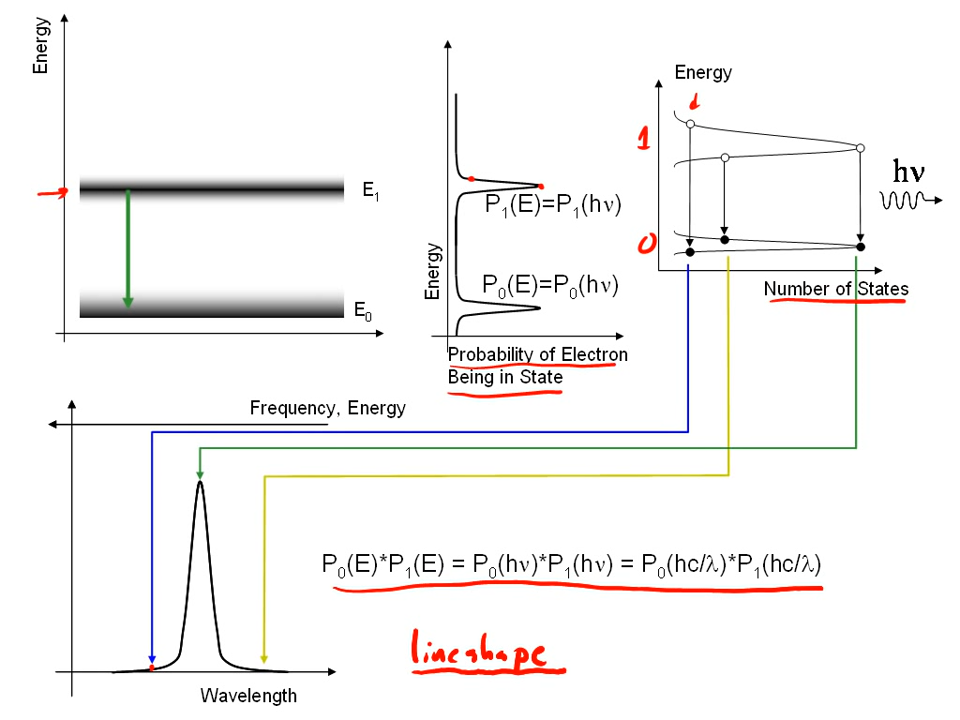 Energy
E₁
E₀
Energy
P₁(E)=P₁(hν)
P₀(E)=P₀(hν)
Probability of Electron
Being in State
Energy
1
0
hν
Number of States
Frequency, Energy
Wavelength
P₀(E)*P₁(E) = P₀(hν)*P₁(hν) = P₀(hc/λ)*P₁(hc/λ)
lineshape